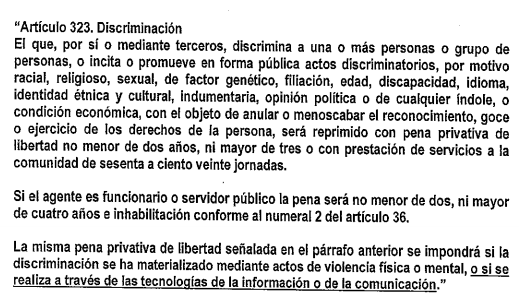 “Artículo 323. Discriminación
El que, por sí o mediante terceros, discrimina a una o más personas o grupo de
personas, o incita o promueve en forma pública actos discriminatorios, por motivo
racial, religioso, sexual, de factor genético, filiación, edad, discapacidad, idioma,
identidad étnica y cultural, indumentaria, opinión política o de cualquier índole, o
condición económica, con el objeto de anular o menoscabar el reconocimiento, goce
o ejercicio de los derechos de la persona, será reprimido con pena privativa de
libertad no menor de dos años, ni mayor de tres o con prestación de servicios a la
comunidad de sesenta a ciento veinte jornadas.
Si el agente es funcionario o servidor público la pena será no menor de dos, ni mayor
de cuatro años e inhabilitación conforme al numeral 2 del artículo 36.
La misma pena privativa de libertad señalada en el párrafo anterior se impondrá si la
discriminación se ha materializado mediante actos de violencia física o mental, o si se
realiza a través de las tecnologías de la información o de la comunicación.”